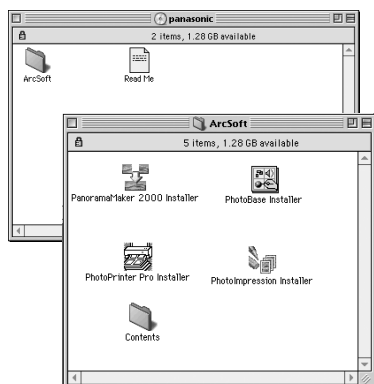 panasonic
2 items, 1.28 GB available
ArcSoft
Read Me
ArcSoft
5 items, 1.28 GB available
PanoramaMaker 2000 Installer
PhotoBase Installer
PhotoPrinter Pro Installer
PhotoImpression Installer
Contents